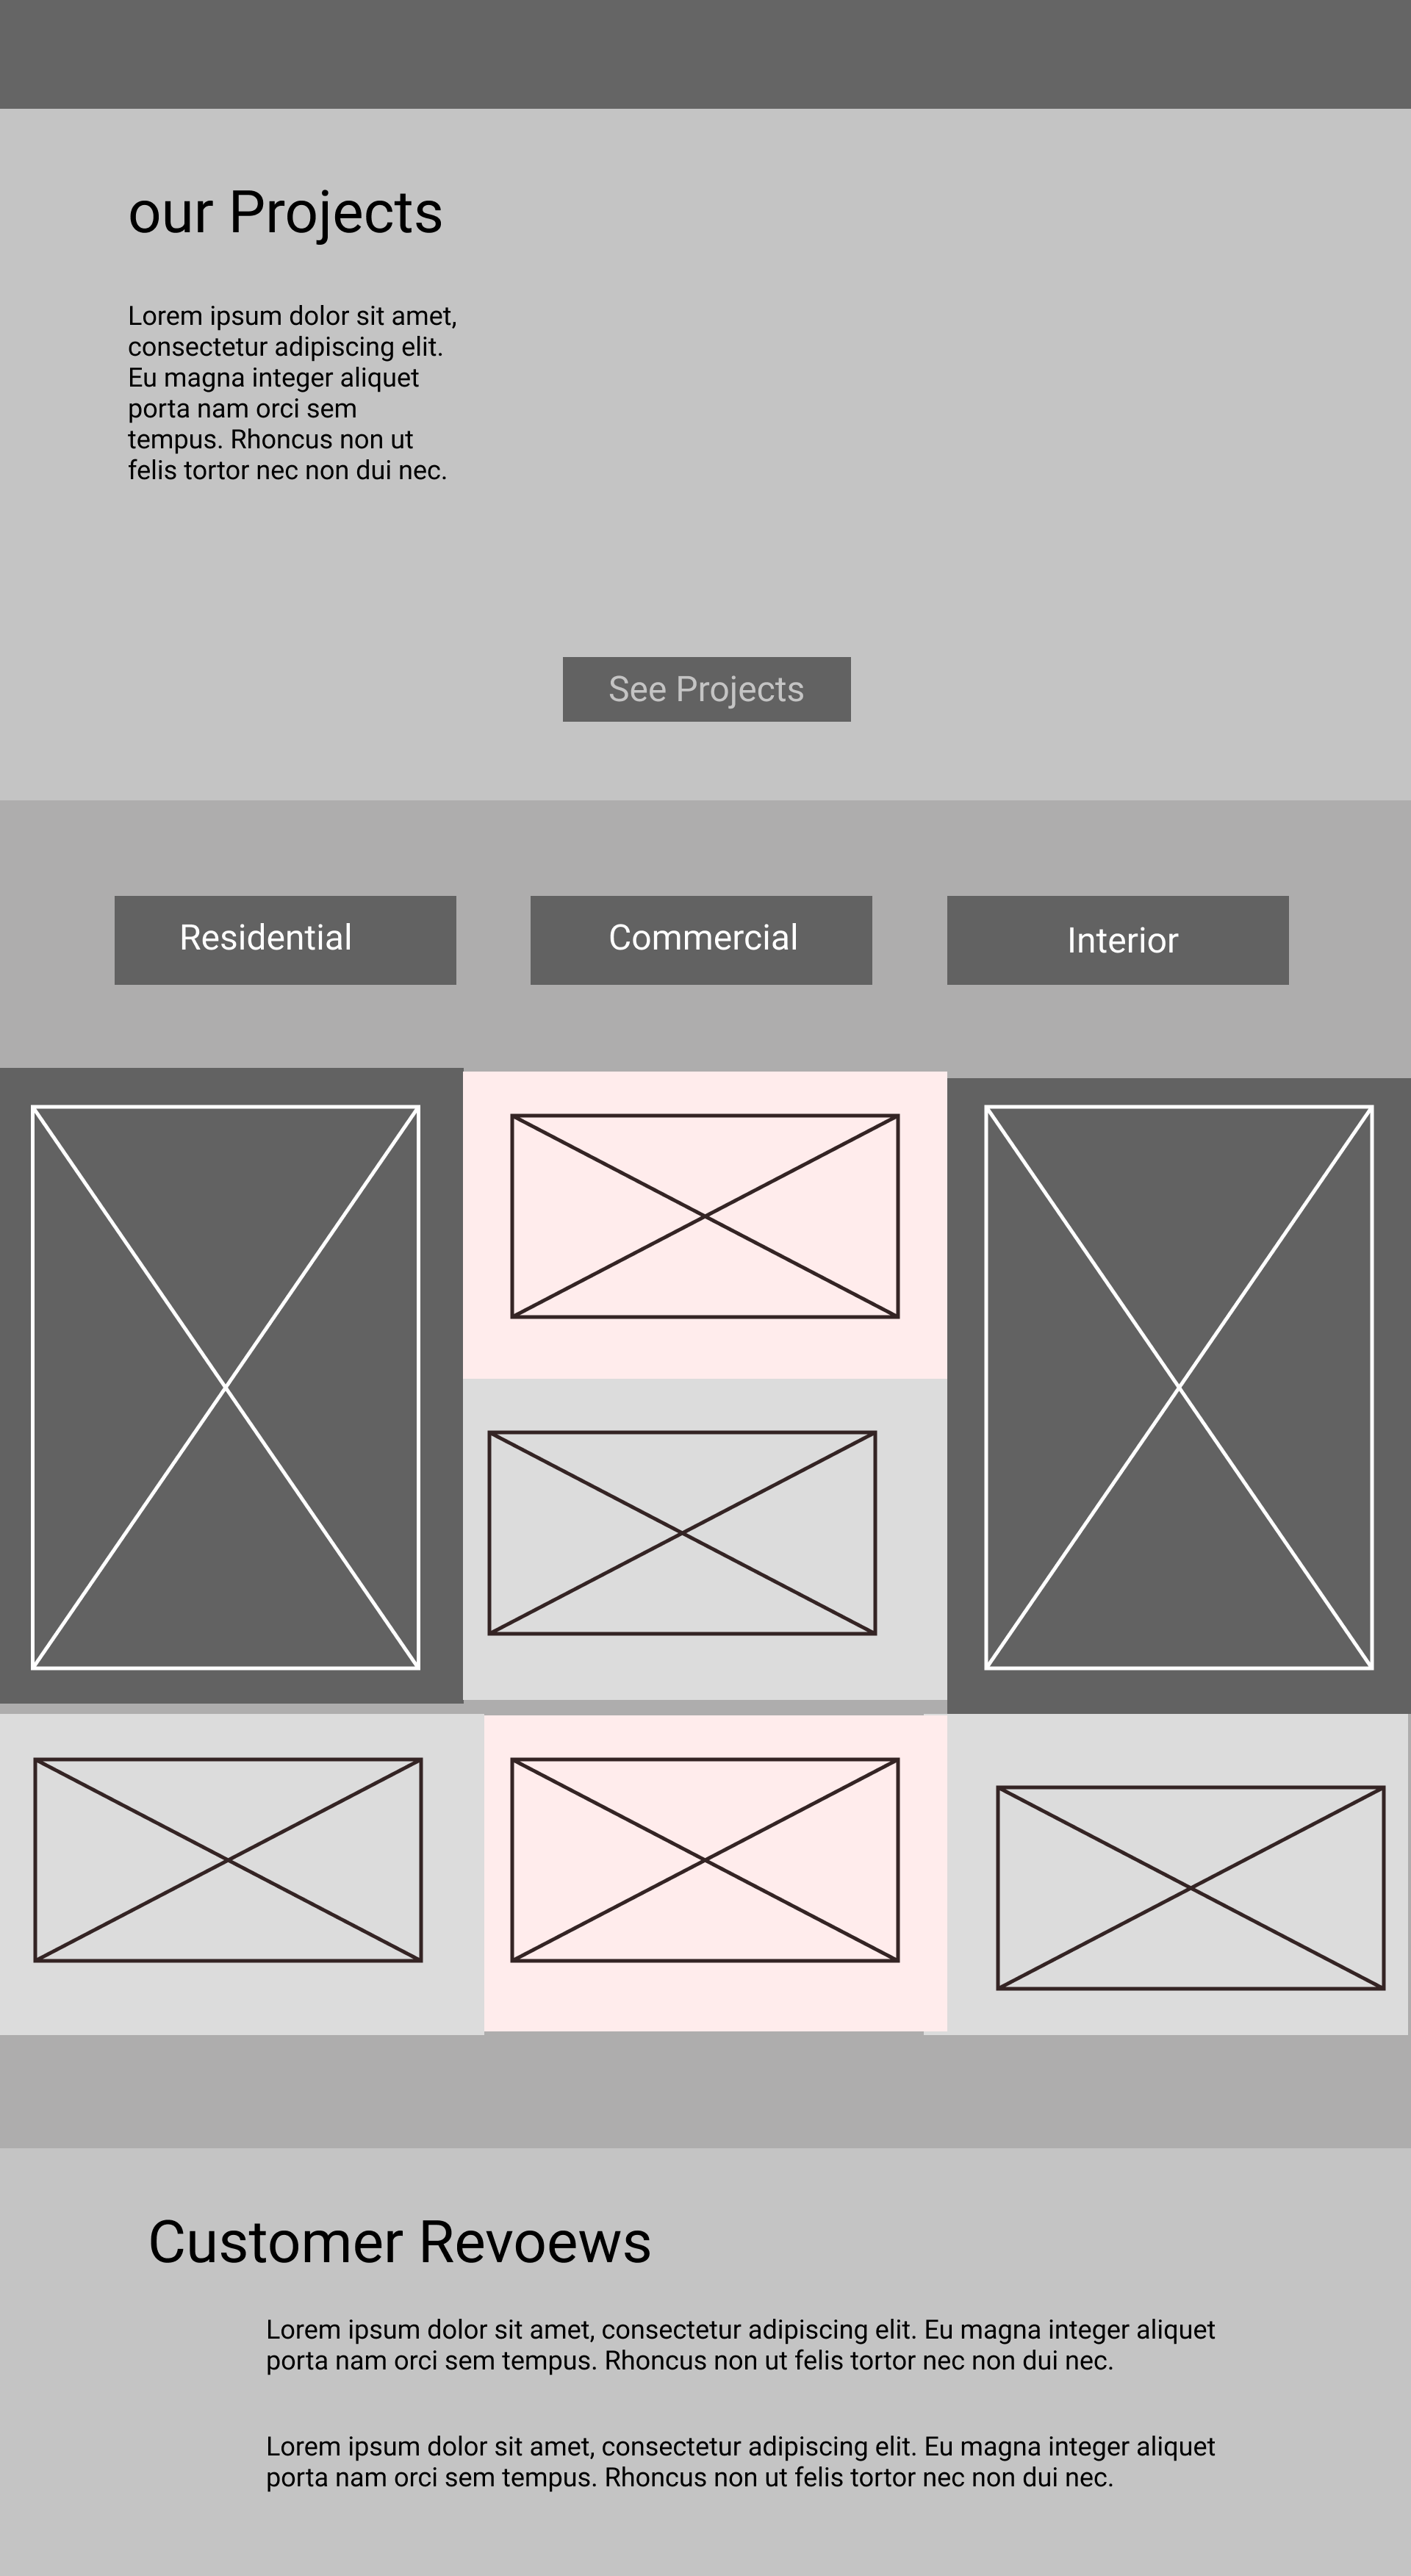 our Projects
Lorem ipsum dolor sit amet,
consectetur adipiscing elit.
Eu magna integer aliquet
porta nam orci sem
tempus. Rhoncus non ut
felis tortor nec non dui nec.
See Projects
Residential
Commercial
Interior
Customer Revoews
Lorem ipsum dolor sit amet, consectetur adipiscing elit. Eu magna integer aliquet
porta nam orci sem tempus. Rhoncus non ut felis tortor nec non dui nec.
Lorem ipsum dolor sit amet, consectetur adipiscing elit. Eu magna integer aliquet
porta nam orci sem tempus. Rhoncus non ut felis tortor nec non dui nec.